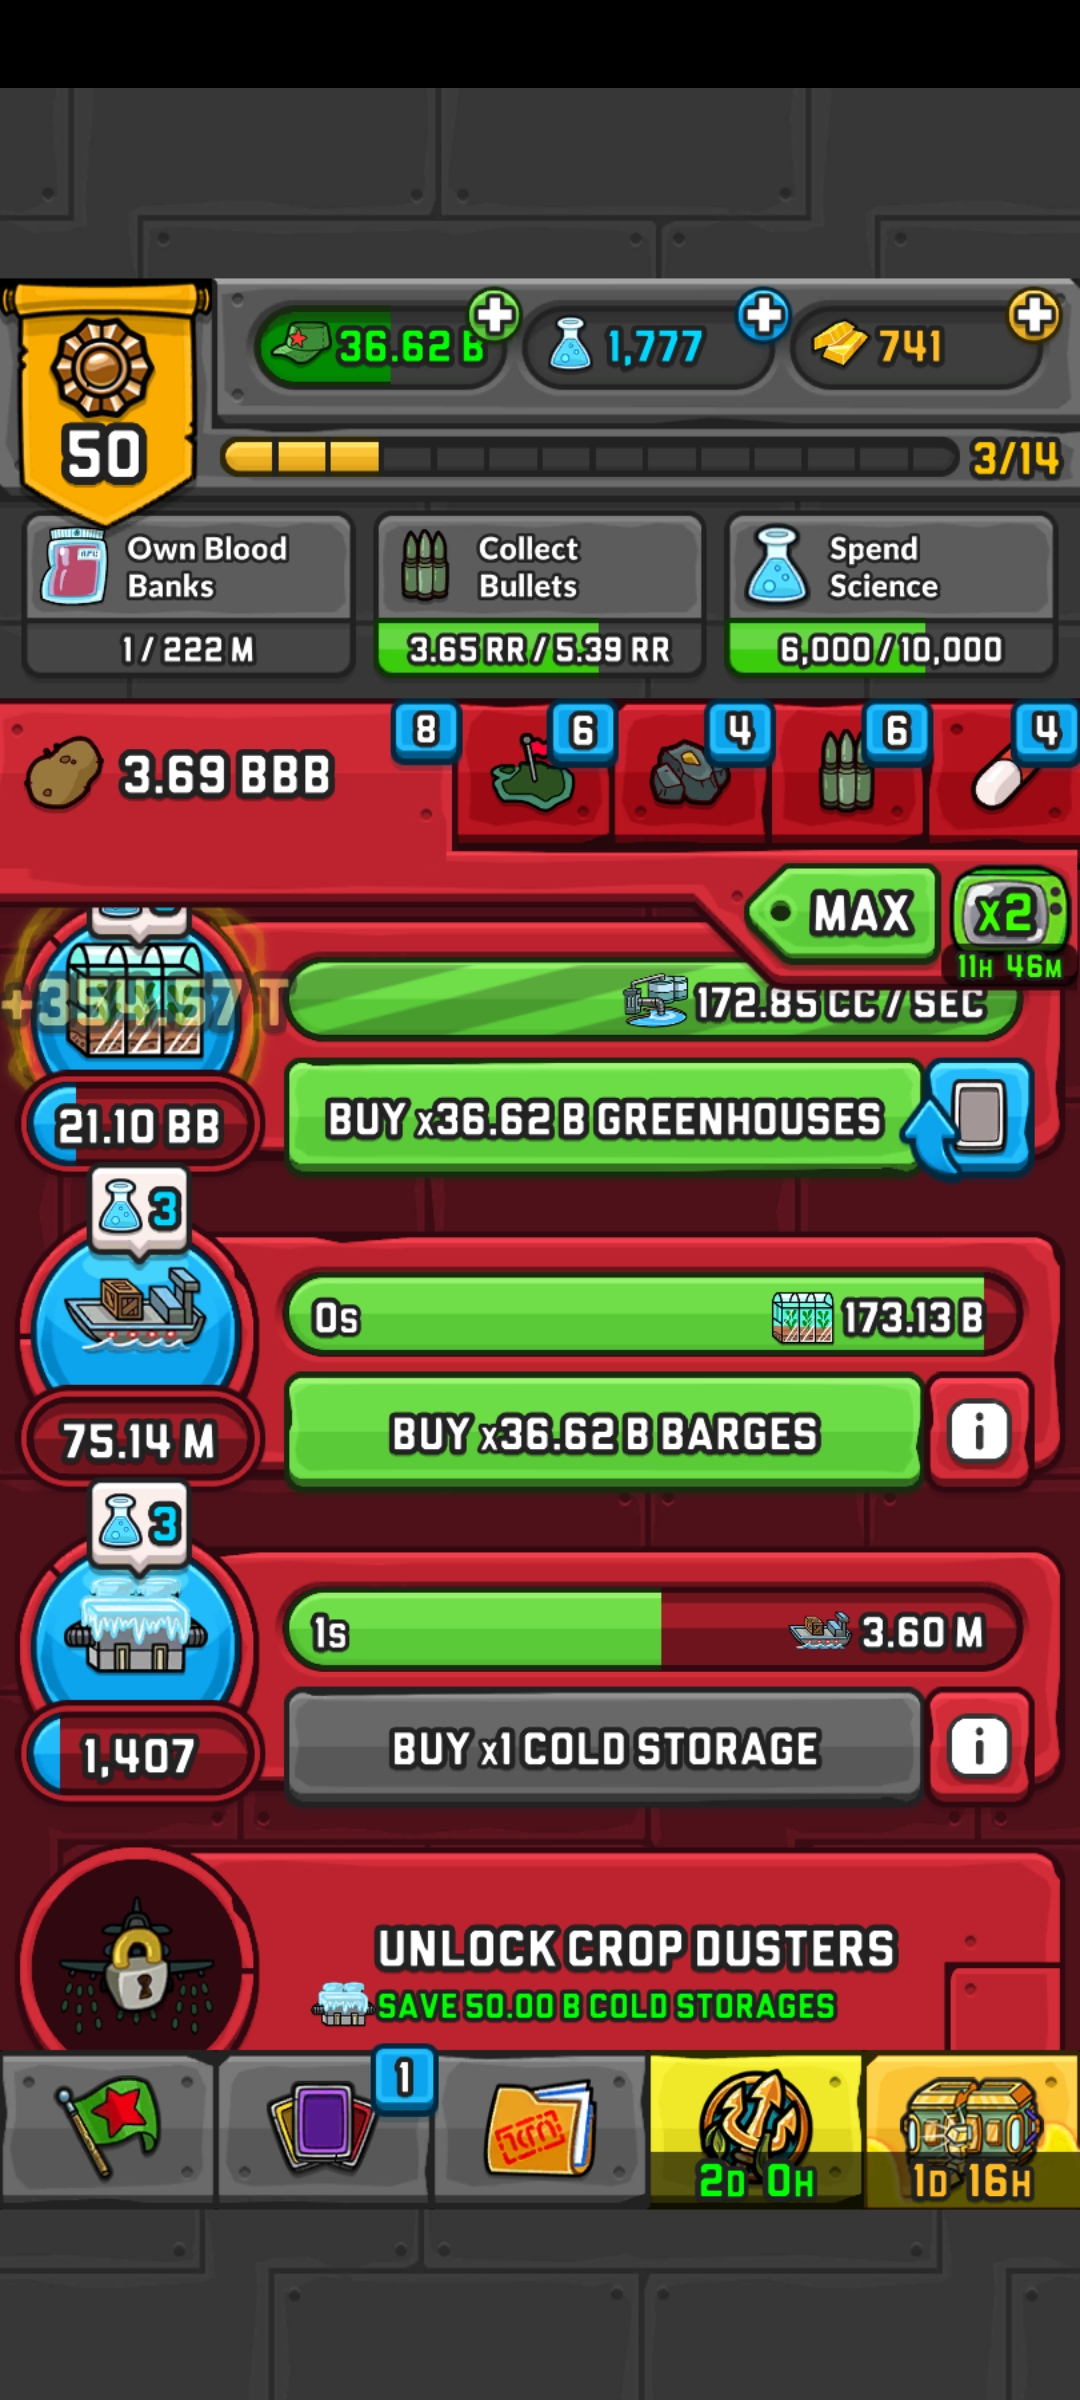 36.62 B
1,777
741
50
3/14
Own Blood
Banks
1 / 222 M
Collect
Bullets
3.65 RR / 5.39 RR
Spend
Science
6,000 / 10,000
3.69 BBB
8
6
4
6
4
MAX
x2
11H 46M
+354.57 T
172.85 CC / SEC
21.10 BB
BUY x36.62 B GREENHOUSES
3
0s
173.13 B
75.14 M
BUY x36.62 B BARGES
i
3
1s
3.60 M
1,407
BUY x1 COLD STORAGE
i
UNLOCK CROP DUSTERS
SAVE 50.00 B COLD STORAGES
1
2D 0H
1D 16H